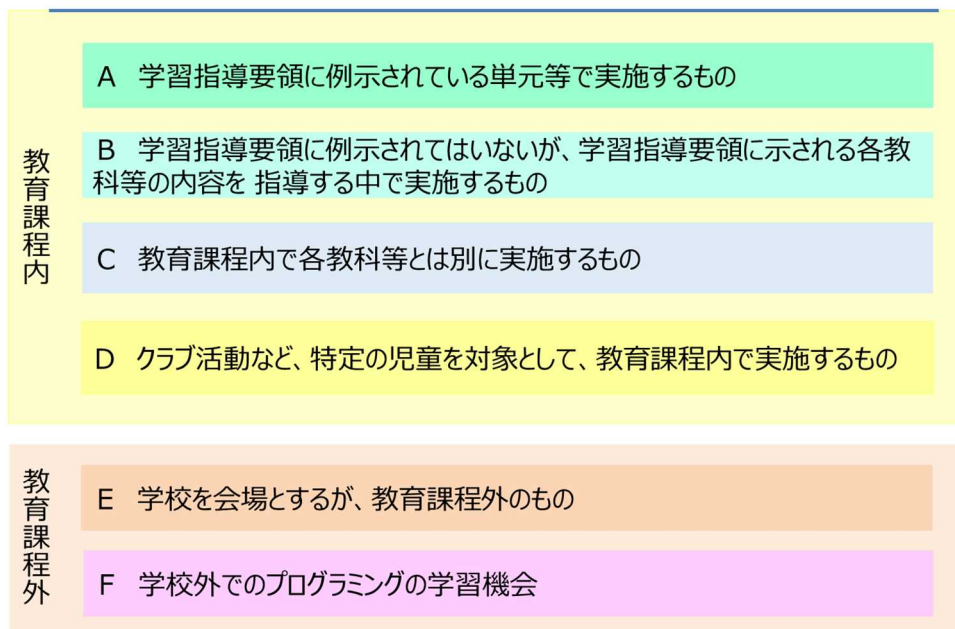 教育課程内
A 学習指導要領に例示されている単元等で実施するもの
B 学習指導要領に例示されてはいないが、学習指導要領に示される各教
科等の内容を 指導する中で実施するもの
C 教育課程内で各教科等とは別に実施するもの
D クラブ活動など、特定の児童を対象として、教育課程内で実施するもの
教育課程外
E 学校を会場とするが、教育課程外のもの
F 学校外でのプログラミングの学習機会